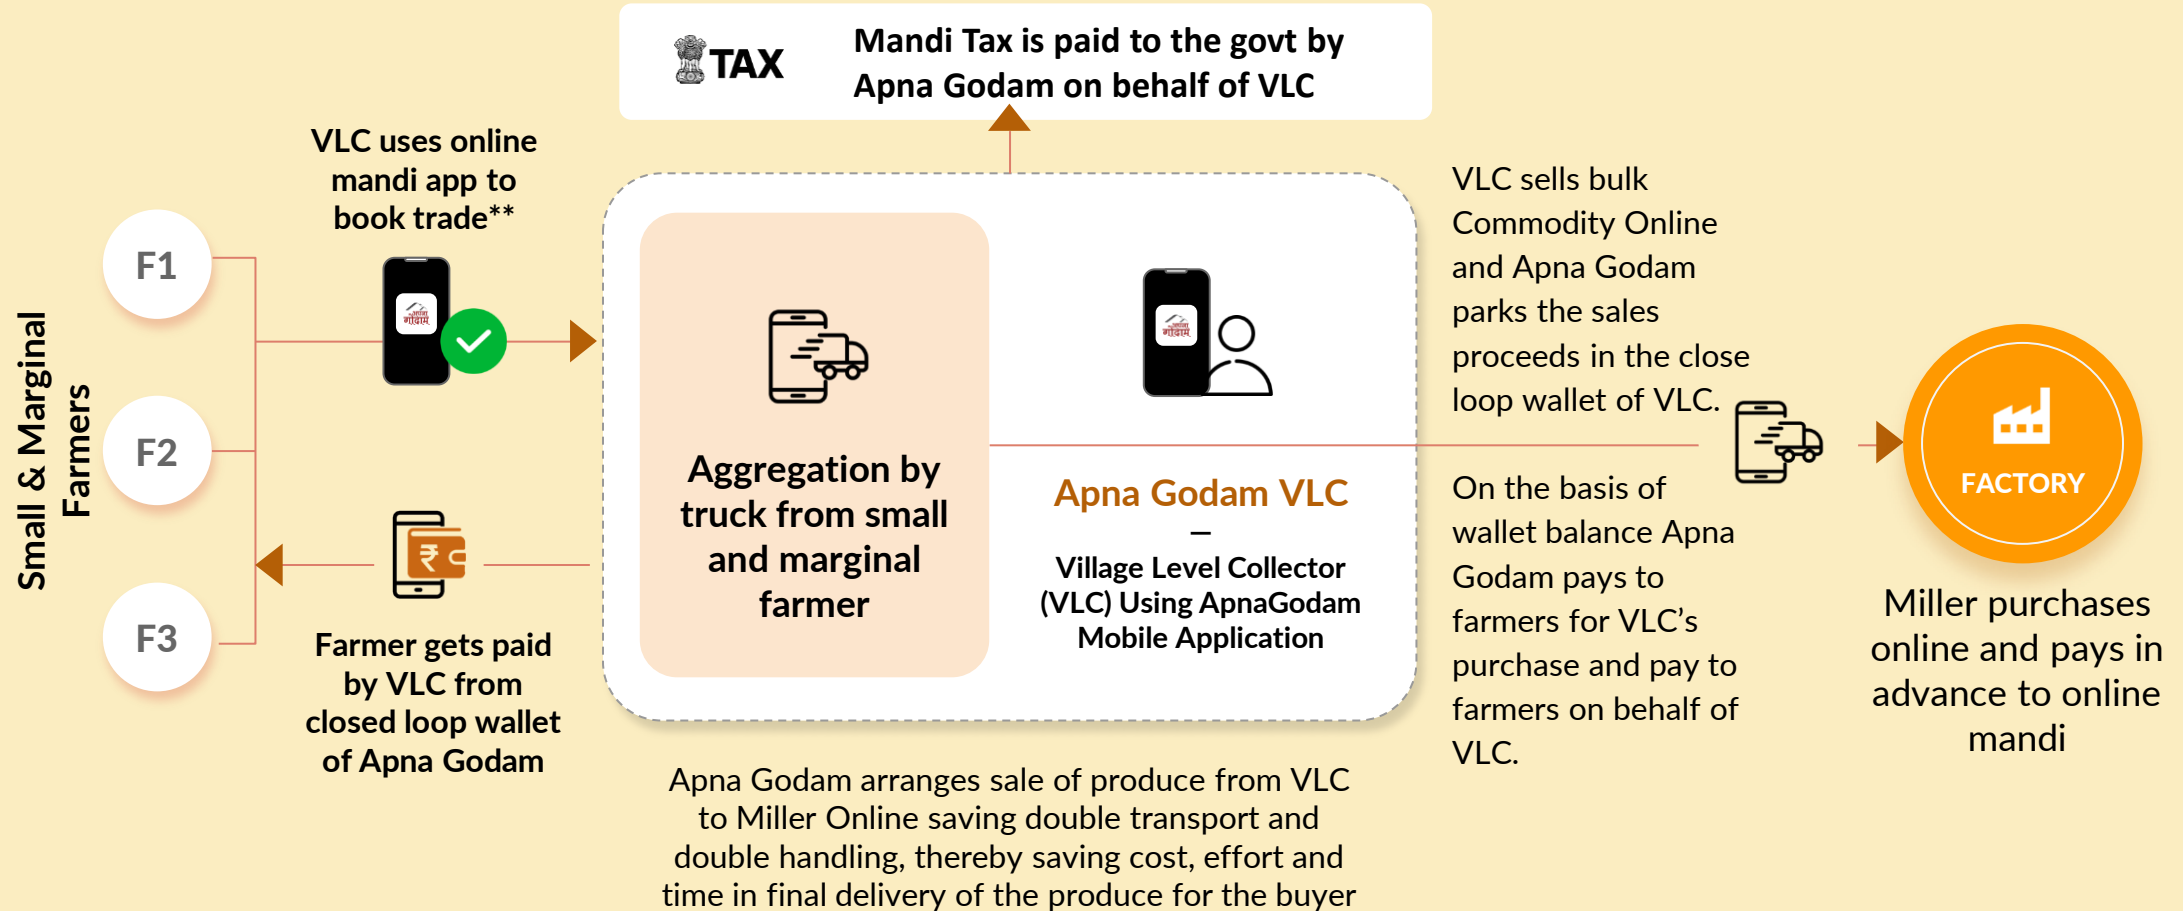 TAX
Mandi Tax is paid to the govt by
Apna Godam on behalf of VLC
VLC uses online
mandi app to
book trade**
Small & Marginal
Farmers
F1
F2
F3
अपना
गोदाम
Farmer gets paid
by VLC from
closed loop wallet
of Apna Godam
Aggregation by
truck from small
and marginal
farmer
अपना
गोदाम
Apna Godam VLC
–
Village Level Collector
(VLC) Using ApnaGodam
Mobile Application
Apna Godam arranges sale of produce from VLC
to Miller Online saving double transport and
double handling, thereby saving cost, effort and
time in final delivery of the produce for the buyer
VLC sells bulk
Commodity Online
and Apna Godam
parks the sales
proceeds in the close
loop wallet of VLC.
On the basis of
wallet balance Apna
Godam pays to
farmers for VLC’s
purchase and pay to
farmers on behalf of
VLC.
FACTORY
Miller purchases
online and pays in
advance to online
mandi